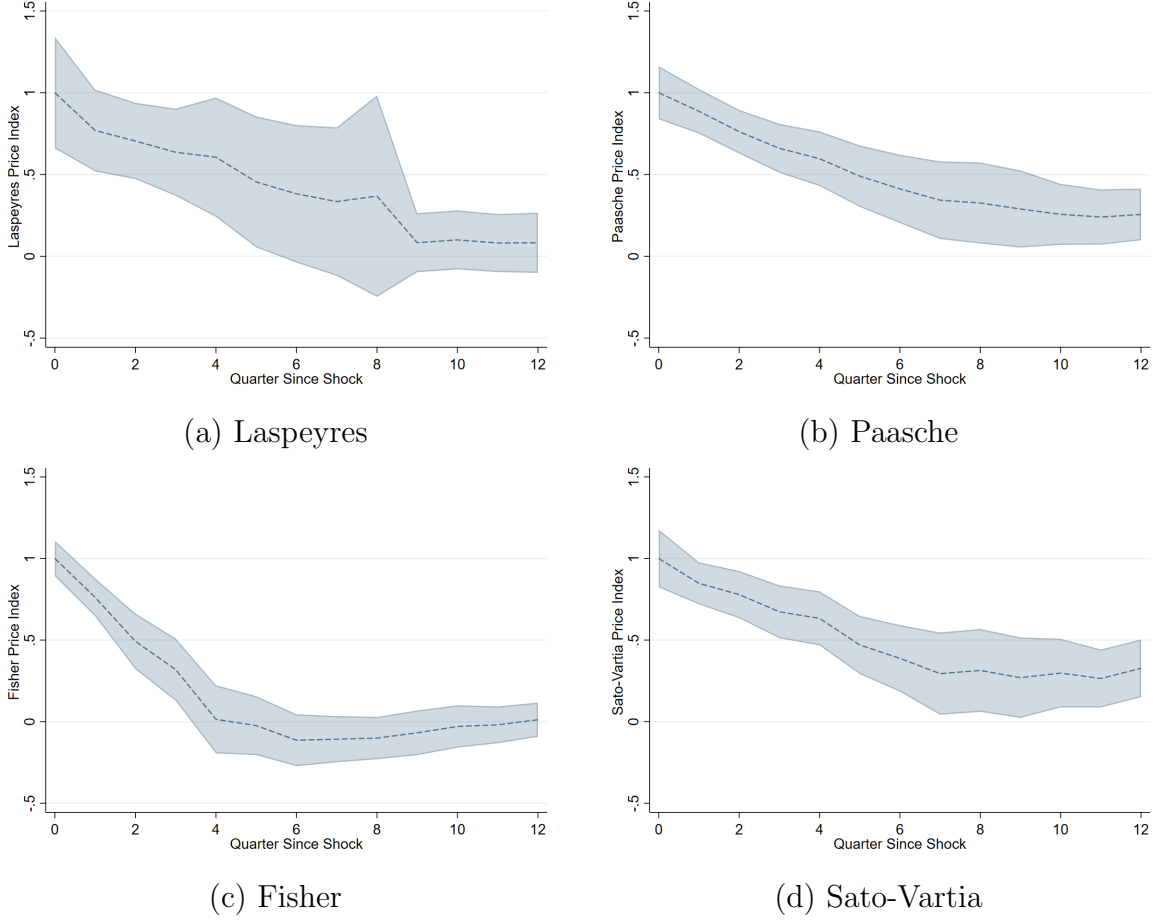 Laspeyres Price Index
1.5
1
.5
0
-.5
0 2 4 6 8 10 12
Quarter Since Shock
(a) Laspeyres
Paasche Price Index
1.5
1
.5
0
-.5
0 2 4 6 8 10 12
Quarter Since Shock
(b) Paasche
Fisher Price Index
1.5
1
.5
0
-.5
0 2 4 6 8 10 12
Quarter Since Shock
(c) Fisher
Sato-Vartia Price Index
1.5
1
.5
0
-.5
0 2 4 6 8 10 12
Quarter Since Shock
(d) Sato-Vartia